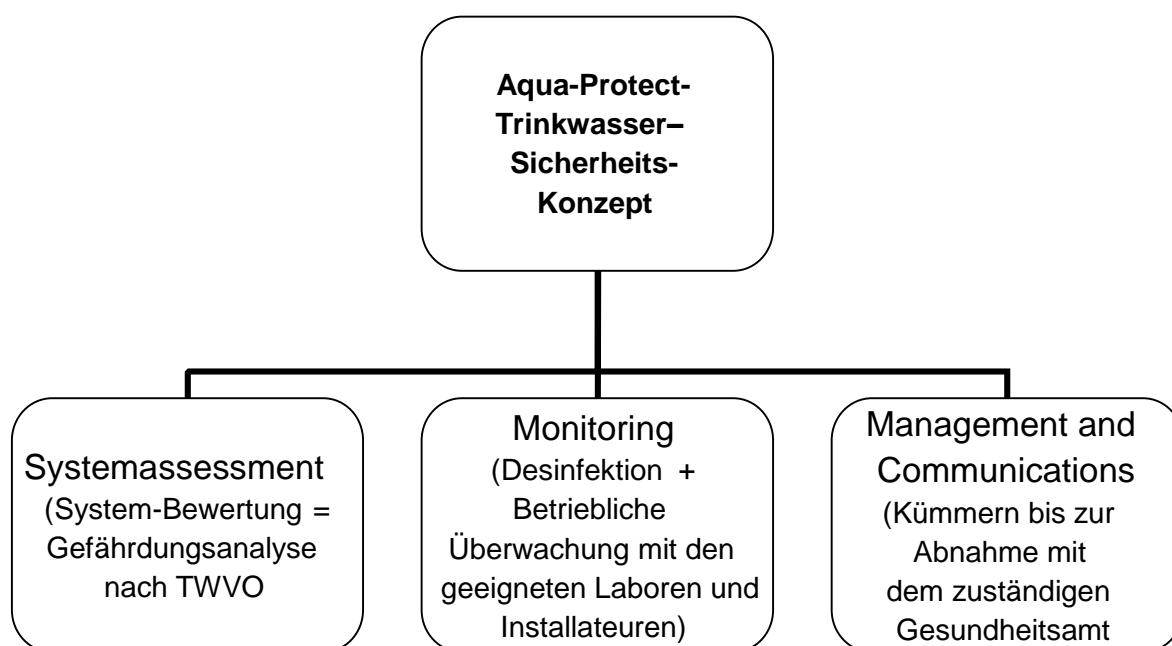 Aqua-Protect-
Trinkwasser–
Sicherheits-
Konzept
Systemassessment
(System-Bewertung =
Gefährdungsanalyse
nach TWVO
Monitoring
(Desinfektion +
Betriebliche
Überwachung mit den
geeigneten Laboren und
Installateuren)
Management and
Communications
(Kümmern bis zur
Abnahme mit
dem zuständigen
Gesundheitsamt